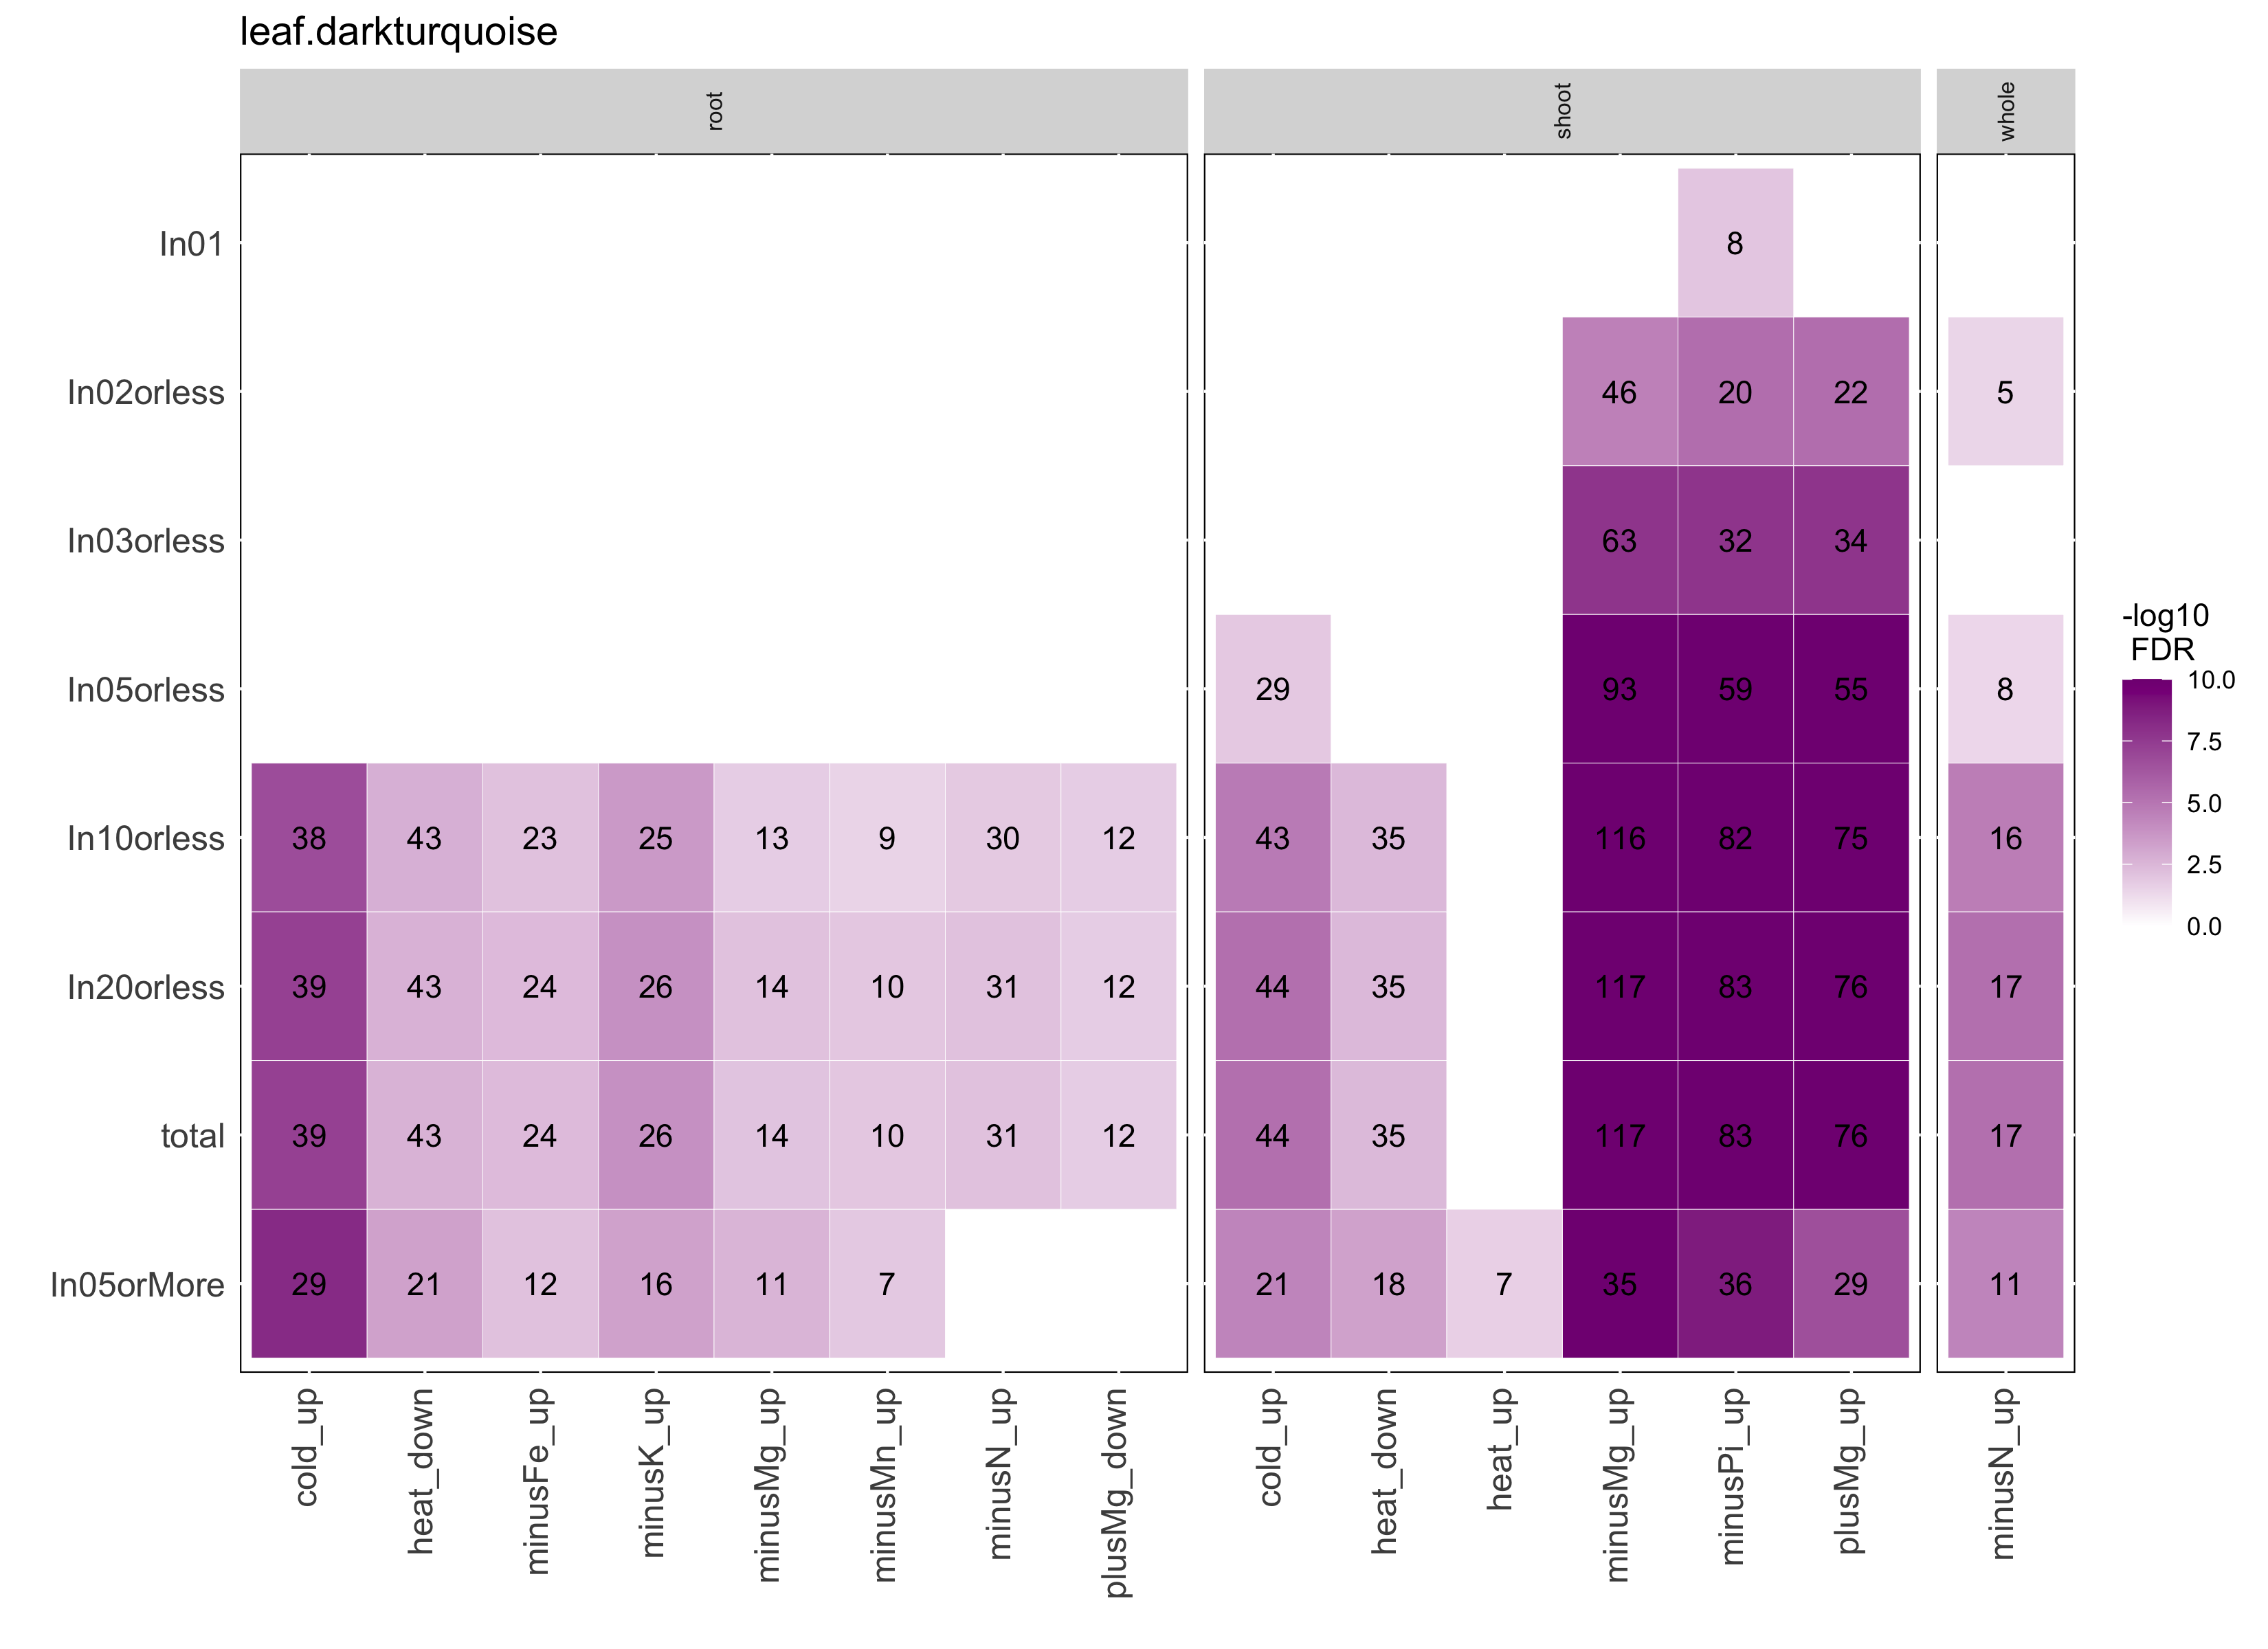 leaf.darkturquoise
root shoot whole
In01 8
In02orless 46 20 22 5
In03orless 63 32 34
In05orless 29 93 59 55 8
In10orless 38 43 23 25 13 9 30 12 43 35 116 82 75 16
In20orless 39 43 24 26 14 10 31 12 44 35 117 83 76 17
total 39 43 24 26 14 10 31 12 44 35 117 83 76 17
In05orMore 29 21 12 16 11 7 21 18 7 35 36 29 11
cold_up
heat_down
minusFe_up
minusK_up
minusMg_up
minusMn_up
minusN_up
plusMg_down
cold_up
heat_down
heat_up
minusMg_up
minusPi_up
plusMg_up
minusN_up
-log10
FDR
10.0
7.5
5.0
2.5
0.0